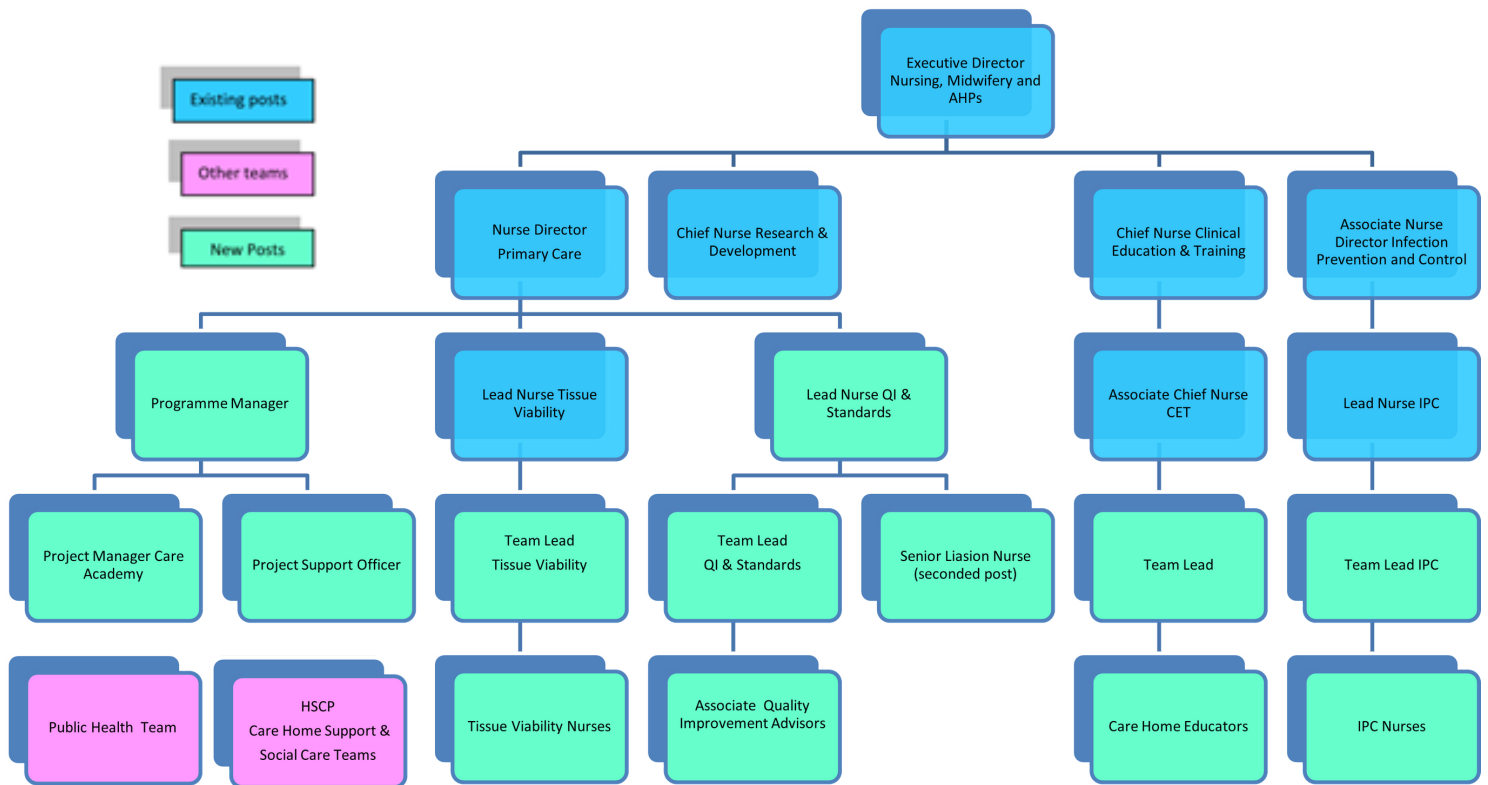 Executive Director
Nursing, Midwifery and
AHPs
Existing posts
Other teams
New Posts
Nurse Director
Primary Care
Chief Nurse Research &
Development
Chief Nurse Clinical
Education & Training
Associate Nurse
Director Infection
Prevention and Control
Programme Manager
Lead Nurse Tissue
Viability
Lead Nurse QI &
Standards
Associate Chief Nurse
CET
Lead Nurse IPC
Project Manager Care
Academy
Project Support Officer
Team Lead
Tissue Viability
Team Lead
QI & Standards
Senior Liasion Nurse
(seconded post)
Team Lead
Team Lead IPC
Public Health Team
HSCP
Care Home Support &
Social Care Teams
Tissue Viability Nurses
Associate Quality
Improvement Advisors
Care Home Educators
IPC Nurses